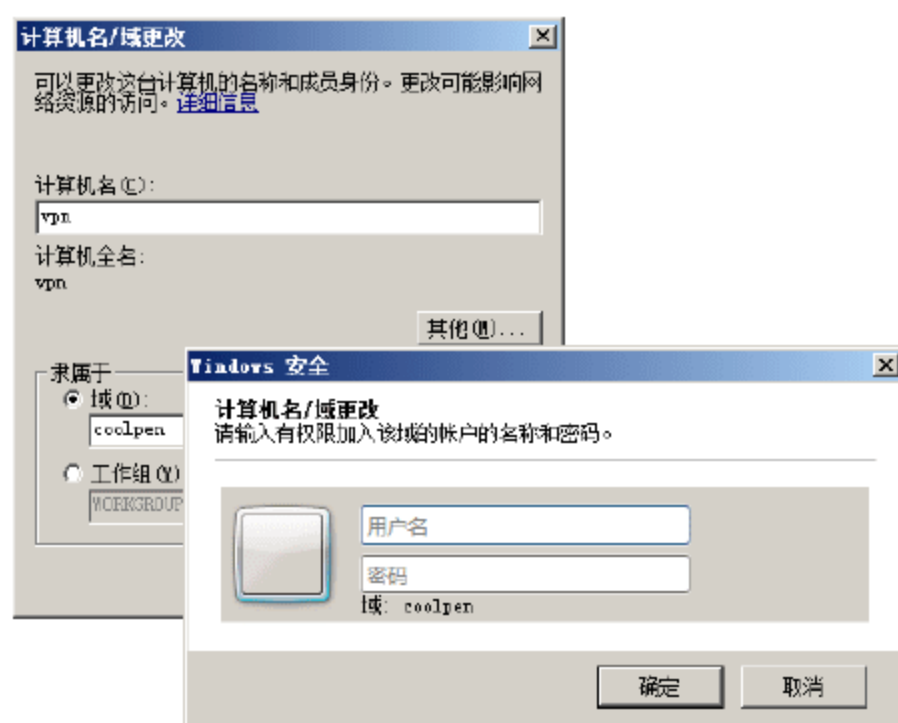 计算机名/域更改
可以更改这台计算机的名称和成员身份。更改可能影响网
络资源的访问。详细信息
计算机名(C):
vpn
计算机全名:
vpn
其他(M)...
隶属于
域(D):
coolpen
工作组(W)
WORKGROUP
Windows 安全
计算机名/域更改
请输入有权限加入该域的帐户的名称和密码。
用户名
密码
域: coolpen
确定
取消